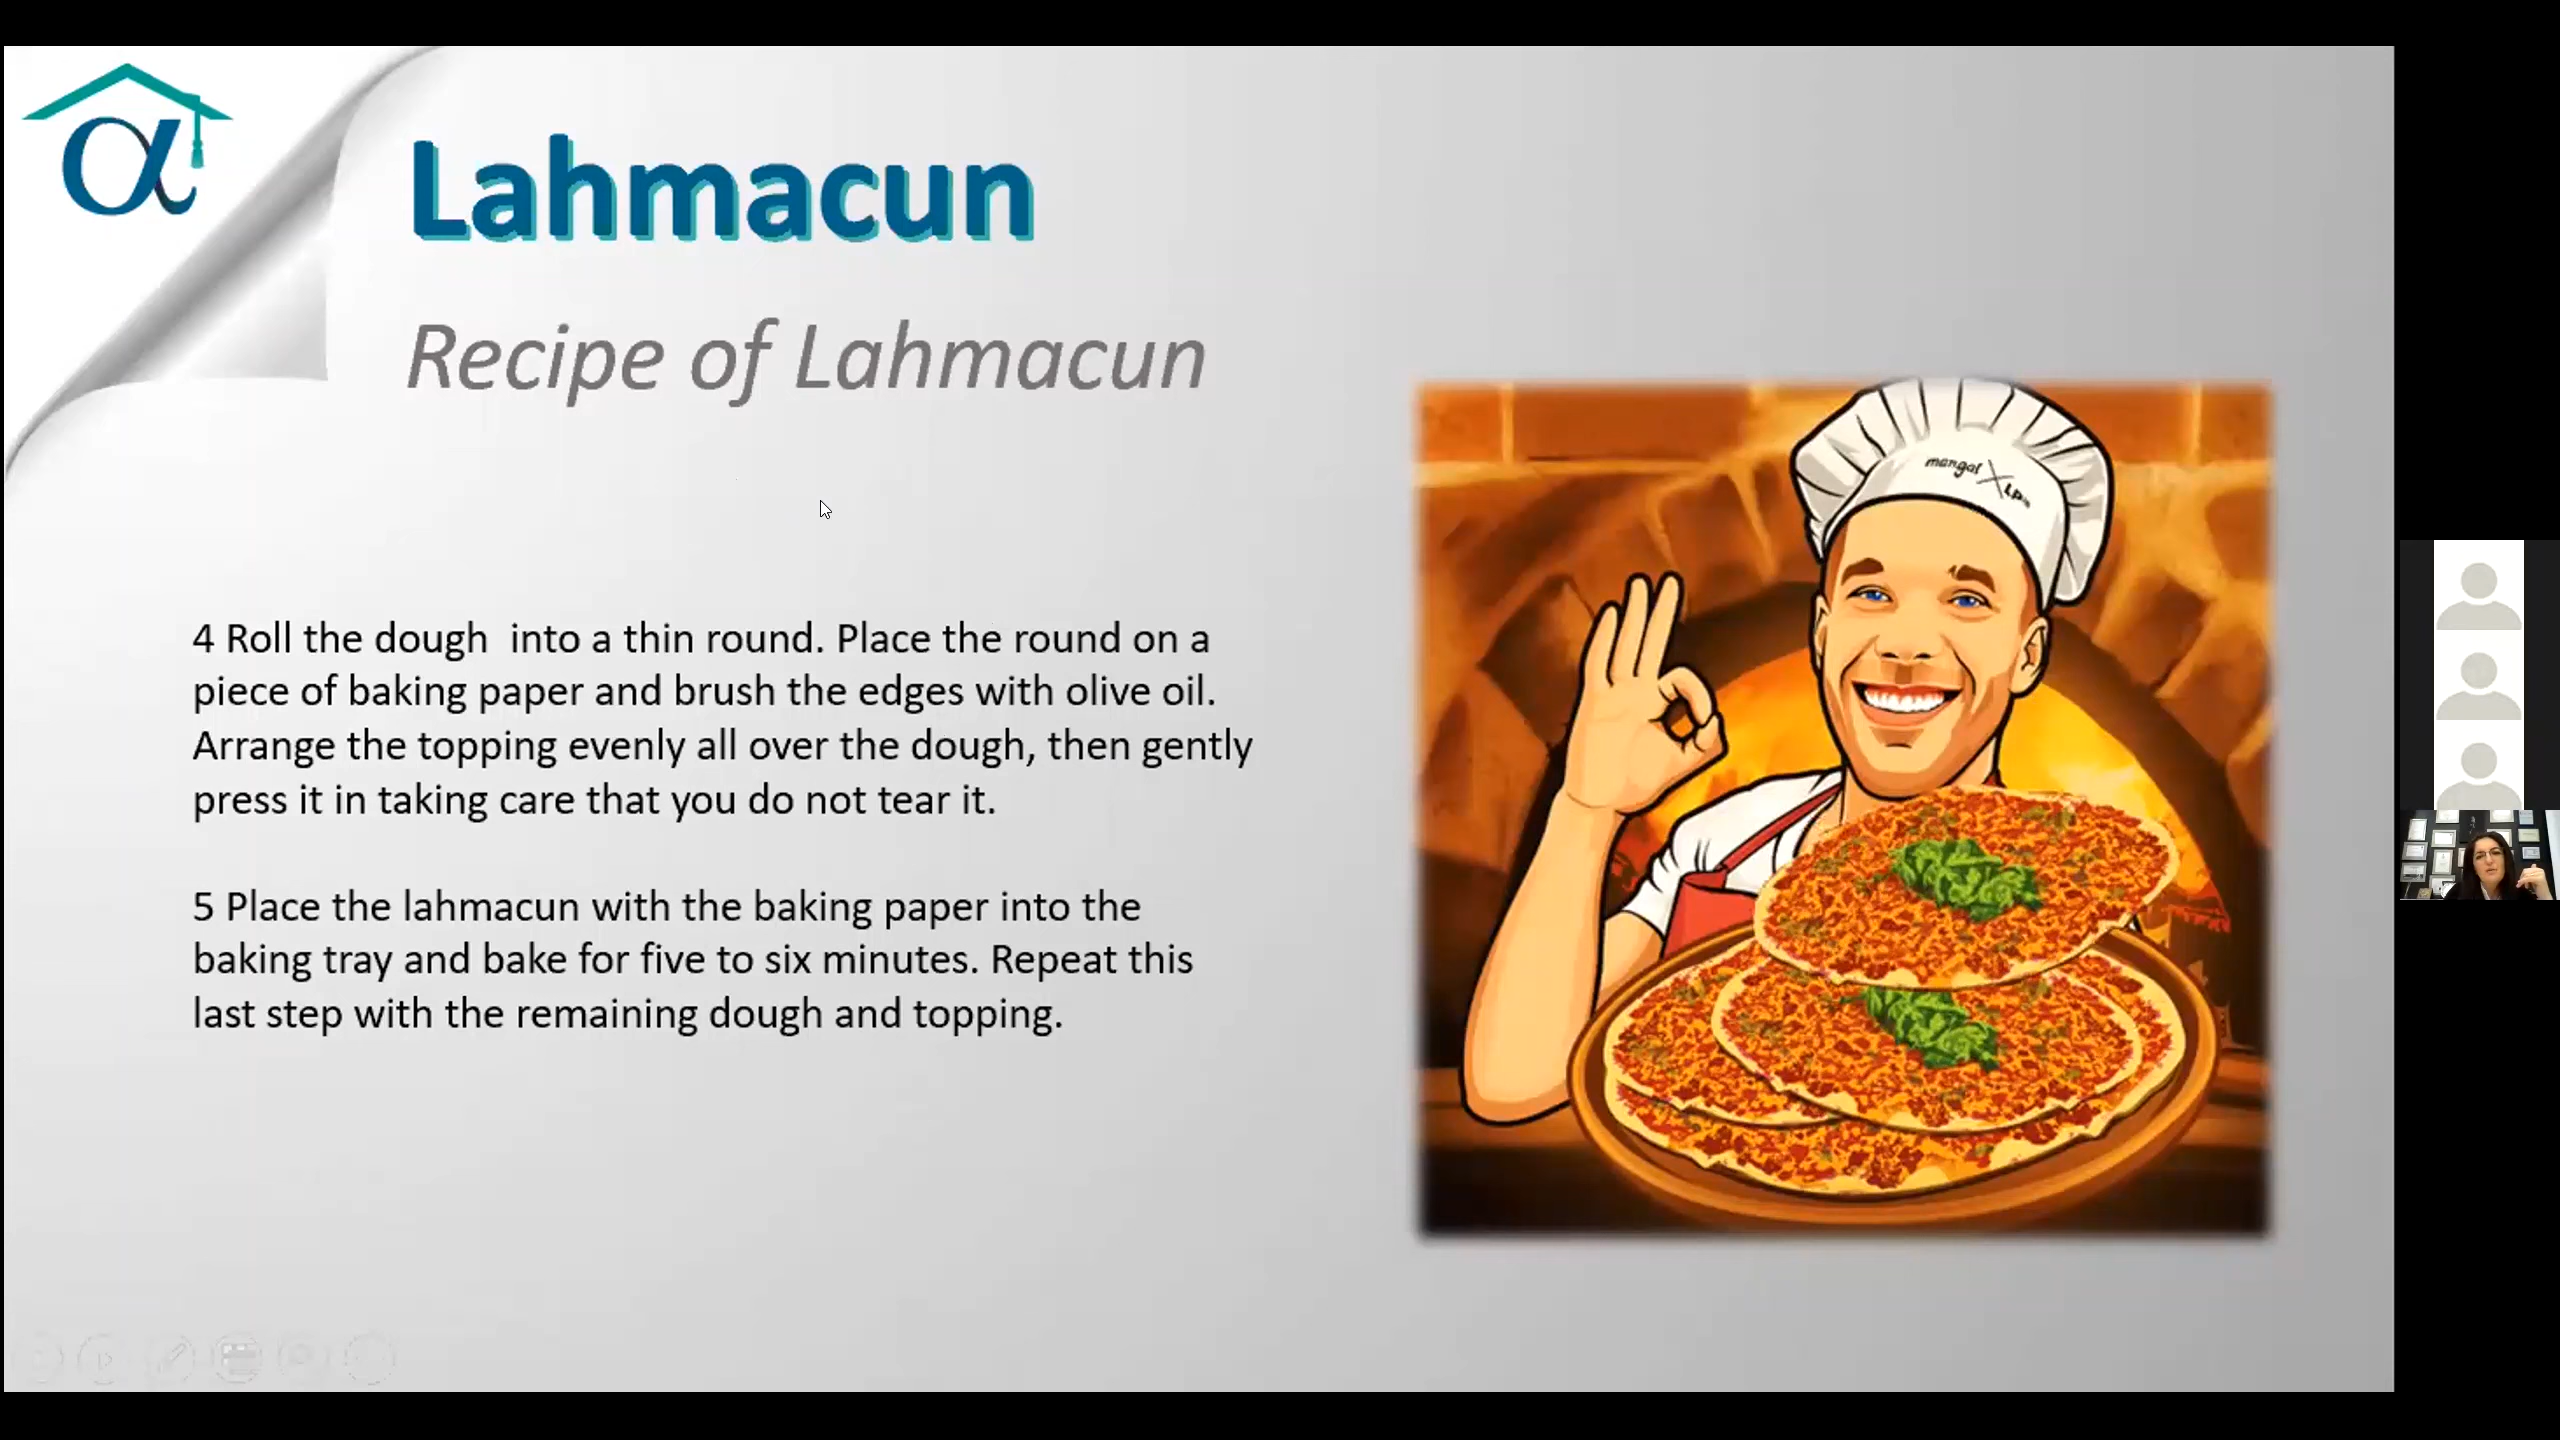 α
Lahmacun
Recipe of Lahmacun
mangal X LP10
4 Roll the dough  into a thin round. Place the round on a
piece of baking paper and brush the edges with olive oil.
Arrange the topping evenly all over the dough, then gently
press it in taking care that you do not tear it.
5 Place the lahmacun with the baking paper into the
baking tray and bake for five to six minutes. Repeat this
last step with the remaining dough and topping.